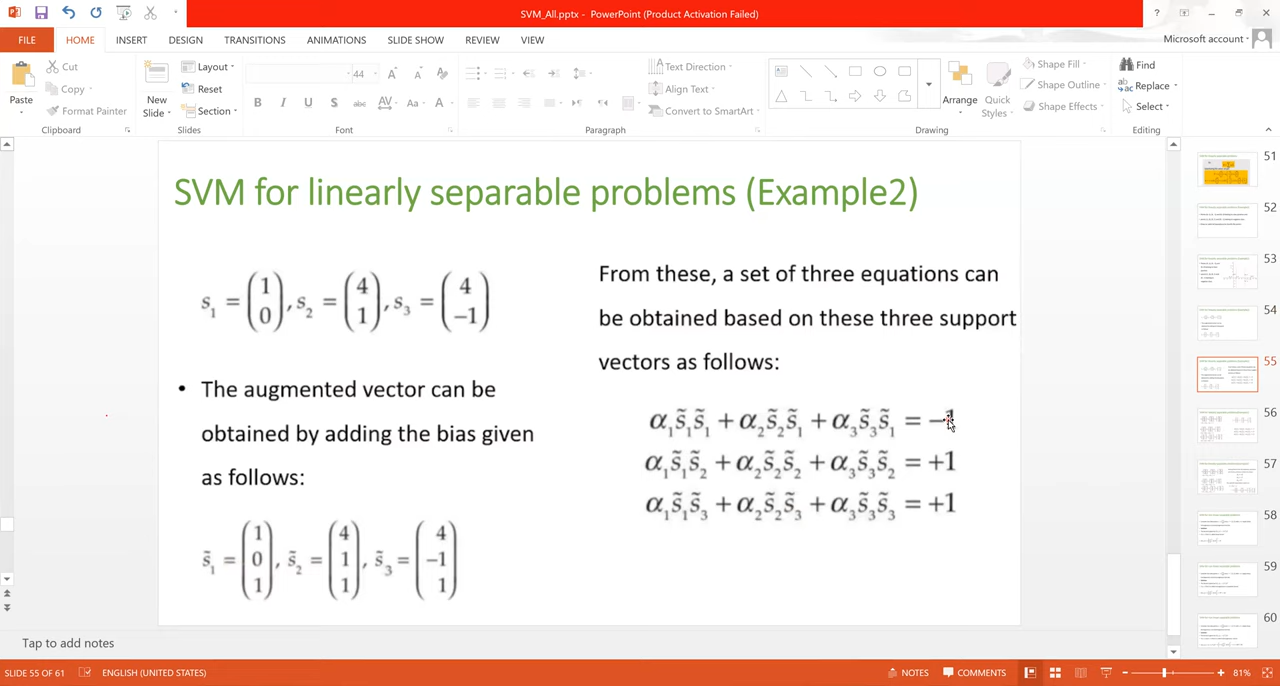 SVM_All.pptx - PowerPoint (Product Activation Failed)
FILE HOME INSERT DESIGN TRANSITIONS ANIMATIONS SLIDE SHOW REVIEW VIEW Microsoft account
Paste
Cut
Copy
Format Painter
Clipboard
New Slide
Layout
Reset
Section
Slides
44
B I U S abc AV Aa A
Font
Text Direction
Align Text
Convert to SmartArt
Paragraph
Arrange
Quick Styles
Shape Fill
Shape Outline
Shape Effects
Drawing
Find
Replace
Select
Editing
SVM for linearly separable problems (Example2)
s₁ = (1 0), s₂ = (4 1), s₃ = (4 −1)
• The augmented vector can be
obtained by adding the bias given
as follows:
s̃₁ = (1 0 1), s̃₂ = (4 1 1), s̃₃ = (4 −1 1)
From these, a set of three equations can
be obtained based on these three support
vectors as follows:
α₁s̃₁s̃₁ + α₂s̃₂s̃₁ + α₃s̃₃s̃₁ = −1
α₁s̃₁s̃₂ + α₂s̃₂s̃₂ + α₃s̃₃s̃₂ = +1
α₁s̃₁s̃₃ + α₂s̃₂s̃₃ + α₃s̃₃s̃₃ = +1
51
52
53
54
55
56
57
58
59
60
Tap to add notes
SLIDE 55 OF 61 ENGLISH (UNITED STATES) NOTES COMMENTS 81%